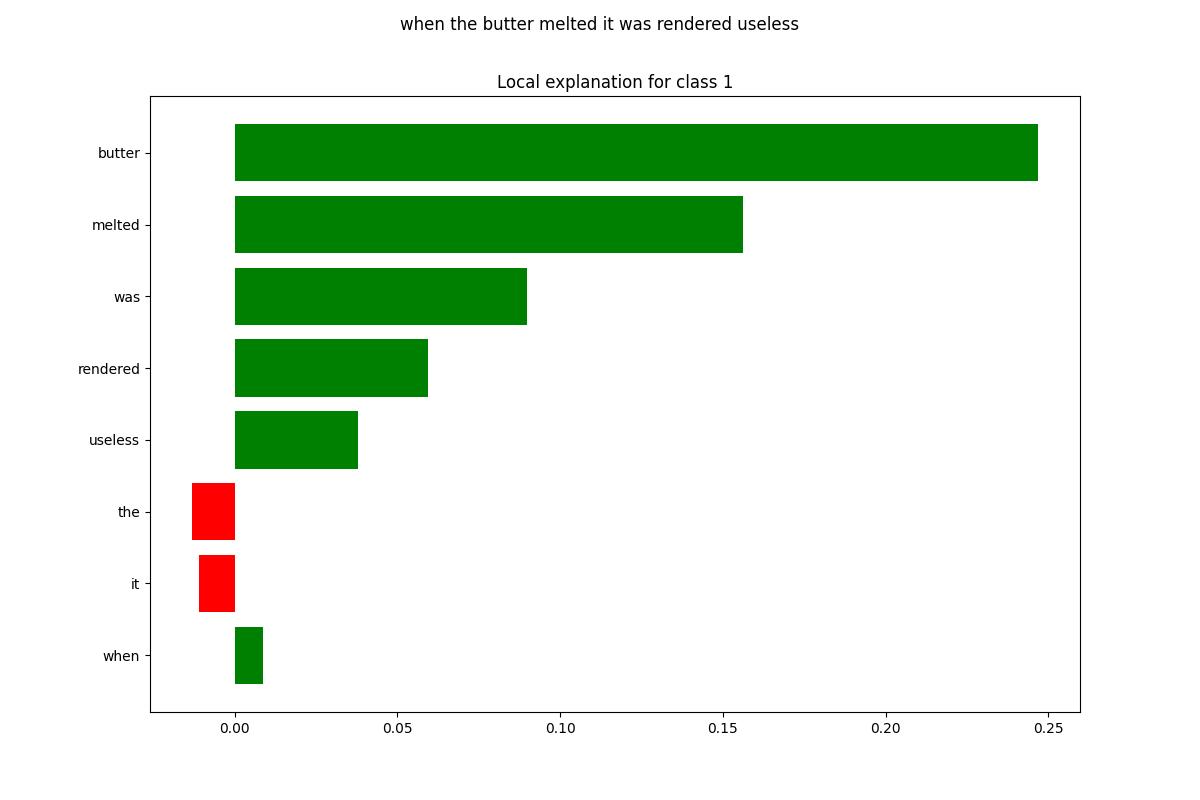 when the butter melted it was rendered useless
Local explanation for class 1
butter
melted
was
rendered
useless
the
it
when
0.00 0.05 0.10 0.15 0.20 0.25